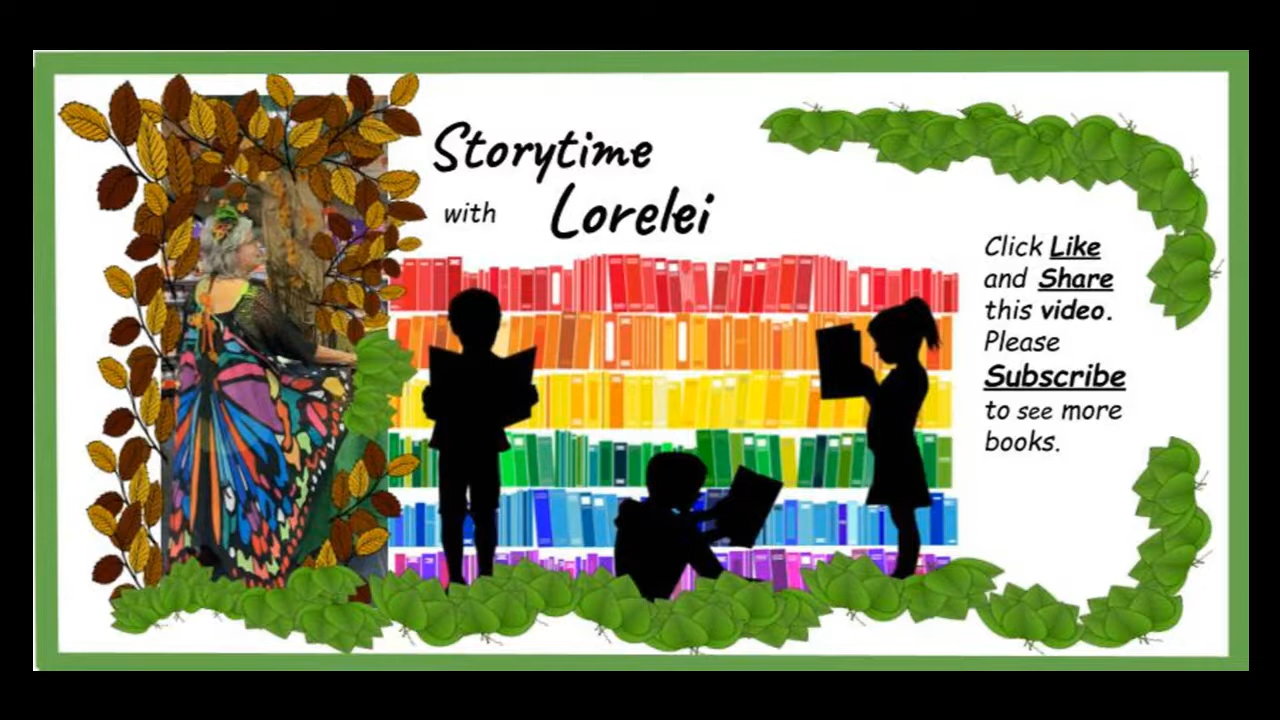 Storytime
with Lorelei
Click Like
and Share
this video.
Please
Subscribe
to see more
books.